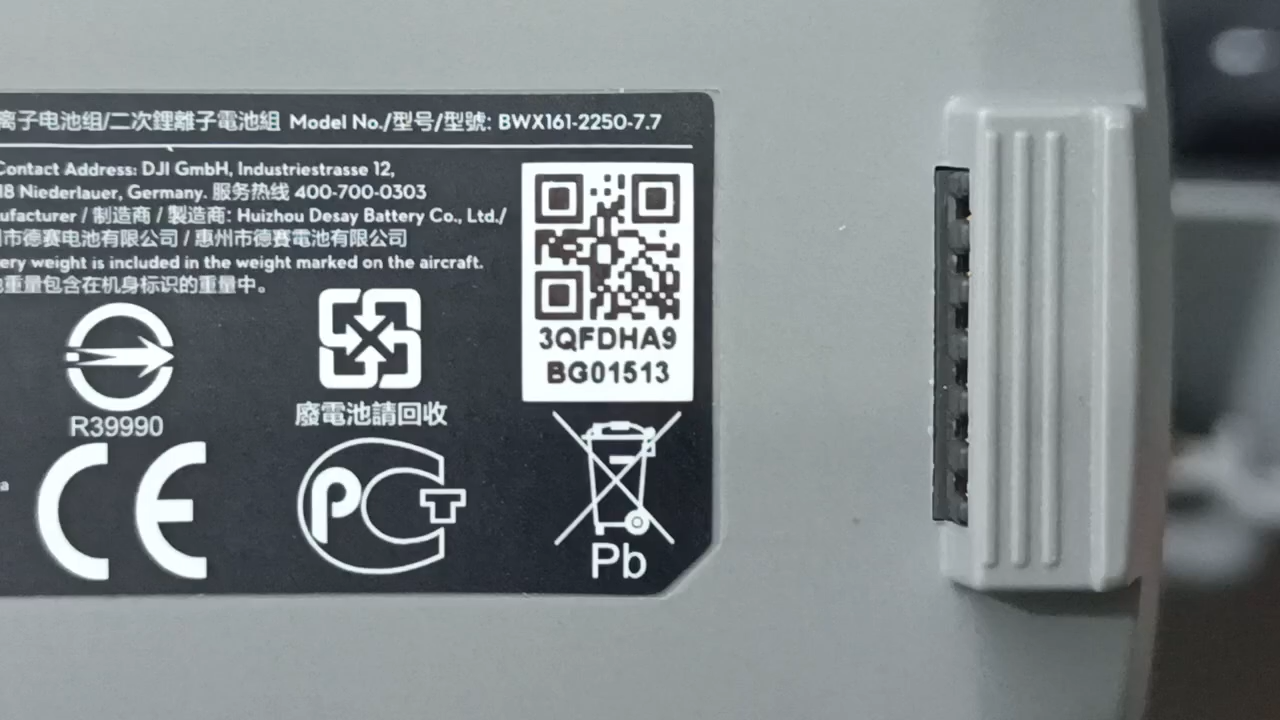 离子电池组/二次鋰離子電池組 Model No./型号/型號: BWX161-2250-7.7
Contact Address: DJI GmbH, Industriestrasse 12,
18 Niederlauer, Germany. 服务热线 400-700-0303
ufacturer / 制造商 / 製造商: Huizhou Desay Battery Co., Ltd./
市德赛电池有限公司 / 惠州市德賽電池有限公司
ery weight is included in the weight marked on the aircraft.
重量包含在机身标识的重量中。
3QFDHA9
BG01513
R39990
廢電池請回收
CE
PCT
Pb